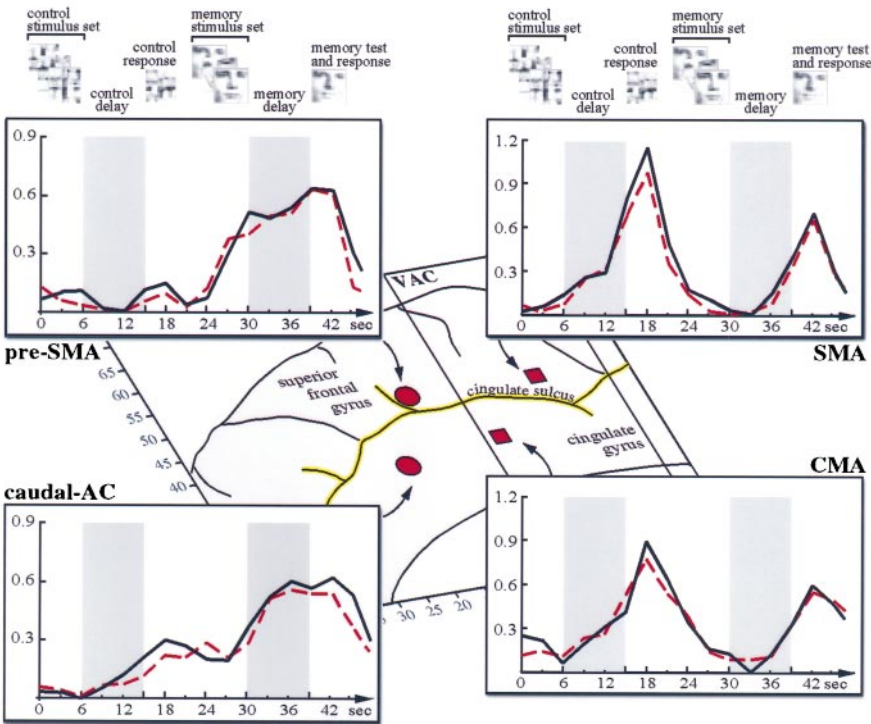 control
stimulus set
control
response
control
delay
memory
stimulus set
memory test
and response
memory
delay
control
stimulus set
control
response
control
delay
memory
stimulus set
memory test
and response
memory
delay
0.9
0.6
0.3
0 6 12 18 24 30 36 42 sec
pre-SMA
1.2
0.9
0.6
0.3
0 6 12 18 24 30 36 42 sec
SMA
VAC
65
60
55
50
45
40
superior
frontal
gyrus
cingulate sulcus
cingulate
gyrus
caudal-AC
0.9
0.6
0.3
0 6 12 18 24 30 36 42 sec
30 25 20
CMA
1.2
0.9
0.6
0.3
0 6 12 18 24 30 36 42 sec